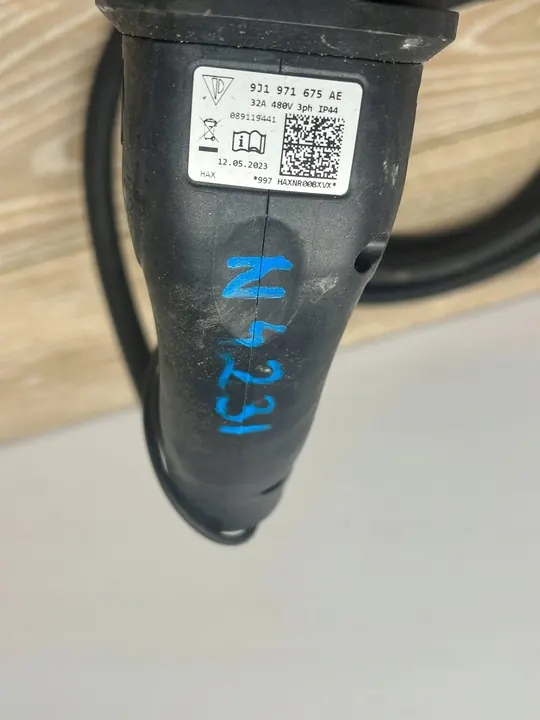 9J1 971 675 AE
32A 480V 3ph IP44
089119441
12.05.2023
HAX *997 HAXNR00BXVX*
N4231